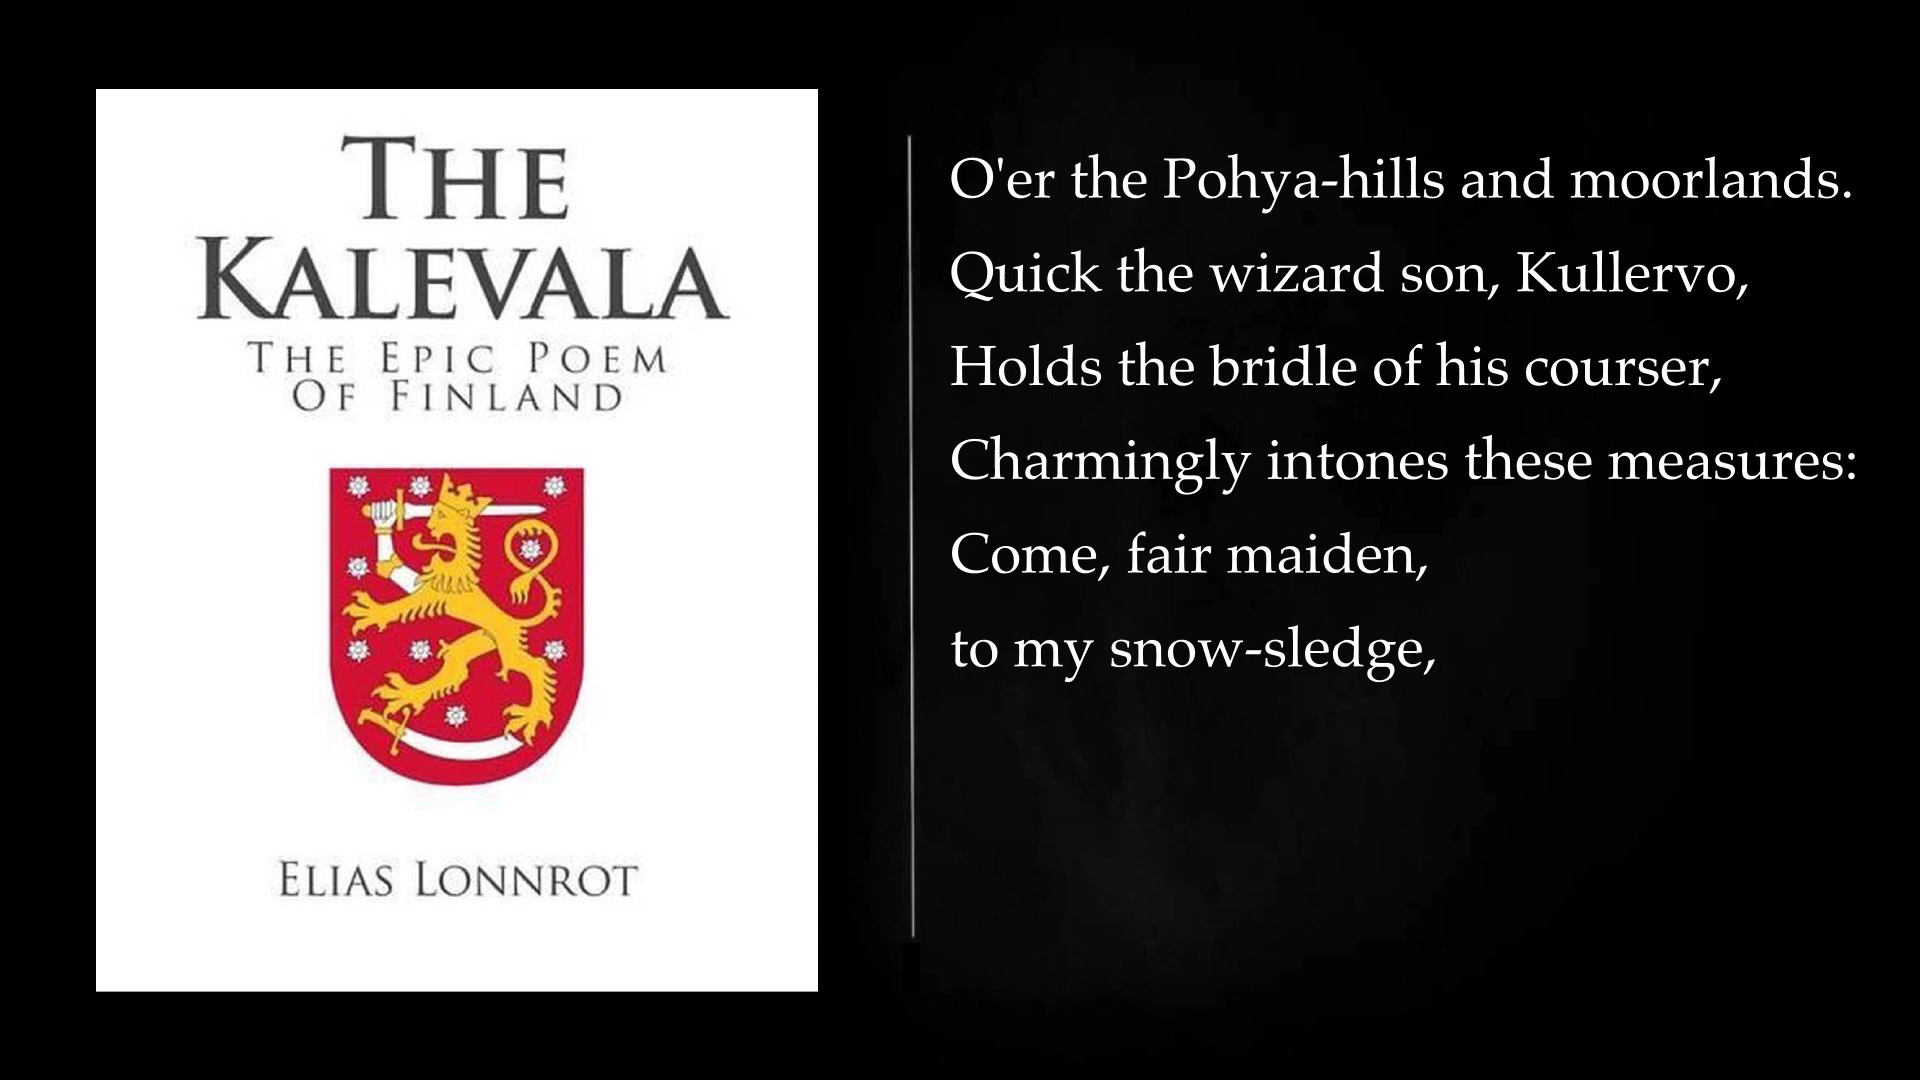 THE
KALEVALA
THE EPIC POEM
OF FINLAND
ELIAS LONNROT
O'er the Pohya-hills and moorlands.
Quick the wizard son, Kullervo,
Holds the bridle of his courser,
Charmingly intones these measures:
Come, fair maiden,
to my snow-sledge,